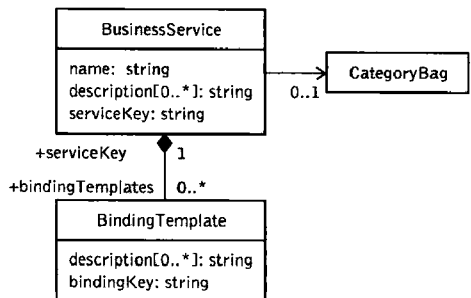 BusinessService
name: string
description[0..*]: string
serviceKey: string
CategoryBag
0..1
+serviceKey 1
+bindingTemplates 0..*
BindingTemplate
description[0..*]: string
bindingKey: string